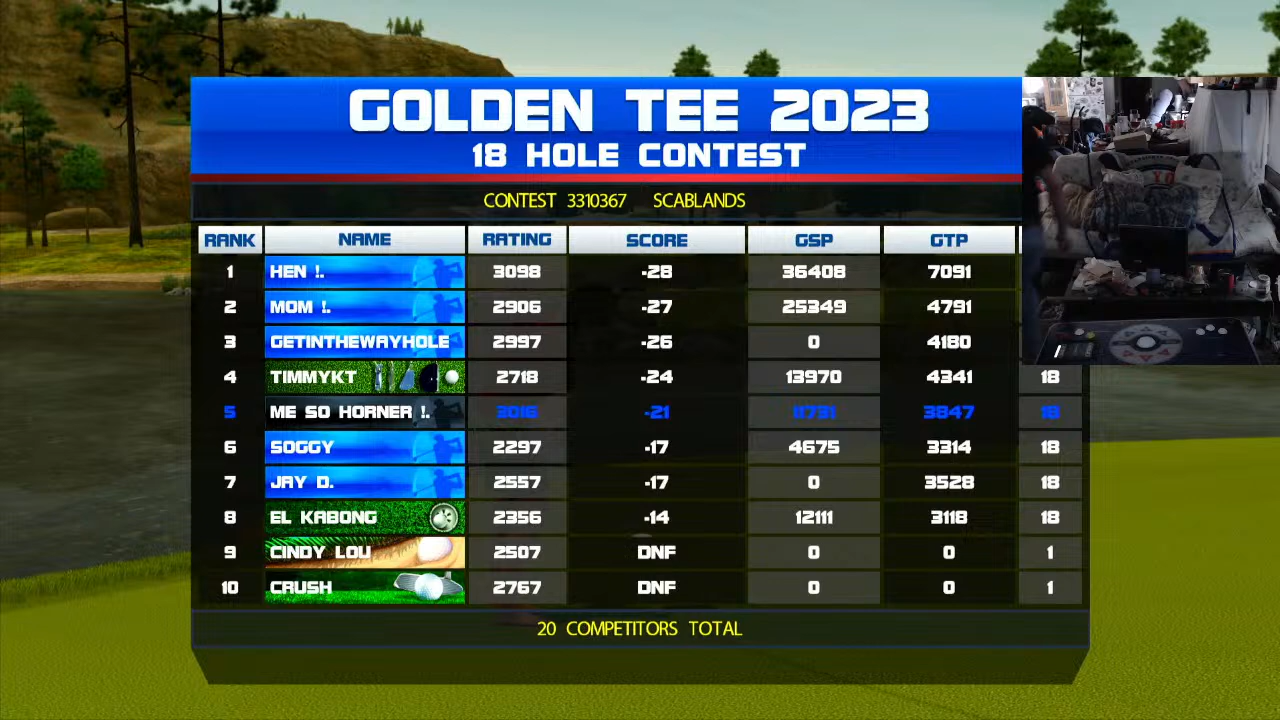 GOLDEN TEE 2023
18 HOLE CONTEST
CONTEST 3310367 SCABLANDS
RANK NAME RATING SCORE GSP GTP
1 HEN !. 3098 -28 36408 7091
2 MOM !. 2906 -27 25349 4791
3 GETINTHEWAYHOLE 2997 -26 0 4180
4 TIMMYKT 2718 -24 13970 4341 18
5 ME SO HORNER !. 3016 -21 11731 3847 18
6 SOGGY 2297 -17 4675 3314 18
7 JAY D. 2557 -17 0 3528 18
8 EL KABONG 2356 -14 12111 3118 18
9 CINDY LOU 2507 DNF 0 0 1
10 CRUSH 2767 DNF 0 0 1
20 COMPETITORS TOTAL